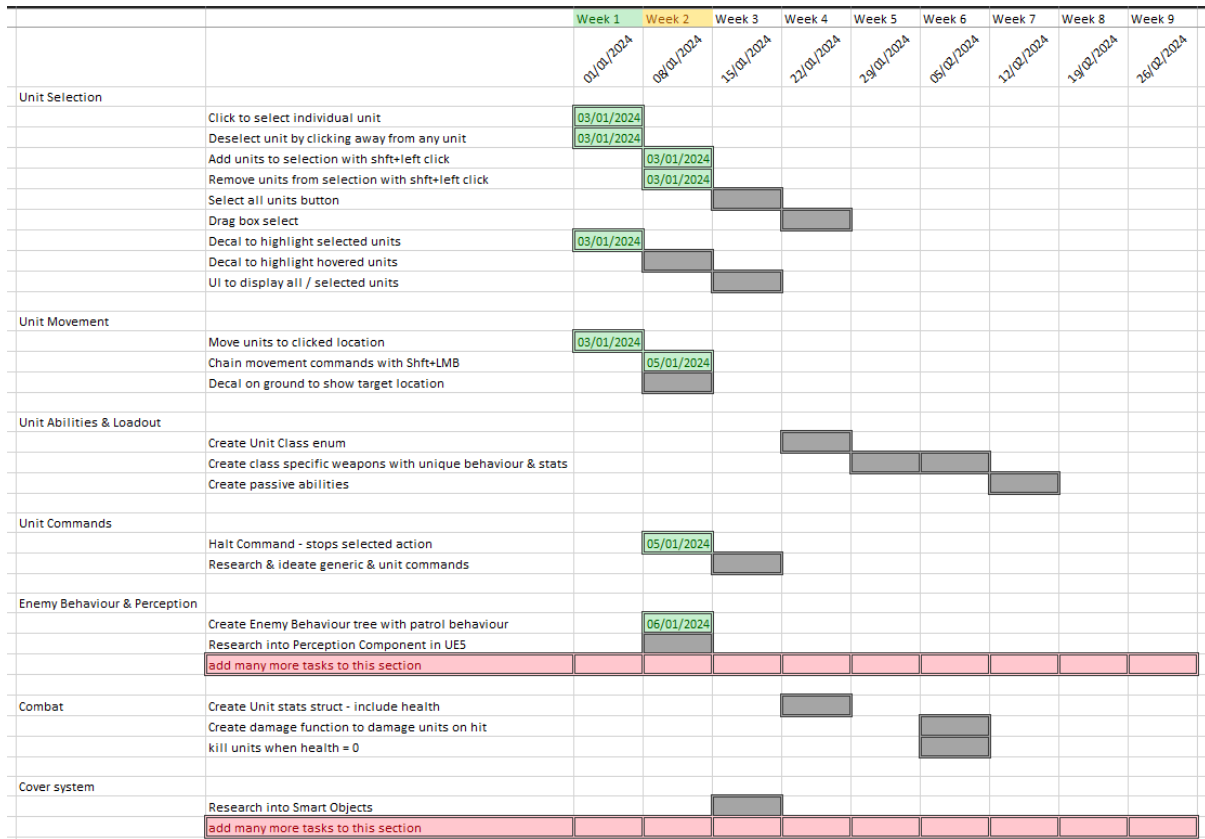 Week 1 Week 2 Week 3 Week 4 Week 5 Week 6 Week 7 Week 8 Week 9
01/01/2024 08/01/2024 15/01/2024 22/01/2024 29/01/2024 05/02/2024 12/02/2024 19/02/2024 26/02/2024
Unit Selection
Click to select individual unit 03/01/2024
Deselect unit by clicking away from any unit 03/01/2024
Add units to selection with shft+left click 03/01/2024
Remove units from selection with shft+left click 03/01/2024
Select all units button
Drag box select
Decal to highlight selected units 03/01/2024
Decal to highlight hovered units
UI to display all / selected units
Unit Movement
Move units to clicked location 03/01/2024
Chain movement commands with Shft+LMB 05/01/2024
Decal on ground to show target location
Unit Abilities & Loadout
Create Unit Class enum
Create class specific weapons with unique behaviour & stats
Create passive abilities
Unit Commands
Halt Command - stops selected action 05/01/2024
Research & ideate generic & unit commands
Enemy Behaviour & Perception
Create Enemy Behaviour tree with patrol behaviour 06/01/2024
Research into Perception Component in UE5
add many more tasks to this section
Combat Create Unit stats struct - include health
Create damage function to damage units on hit
kill units when health = 0
Cover system
Research into Smart Objects
add many more tasks to this section